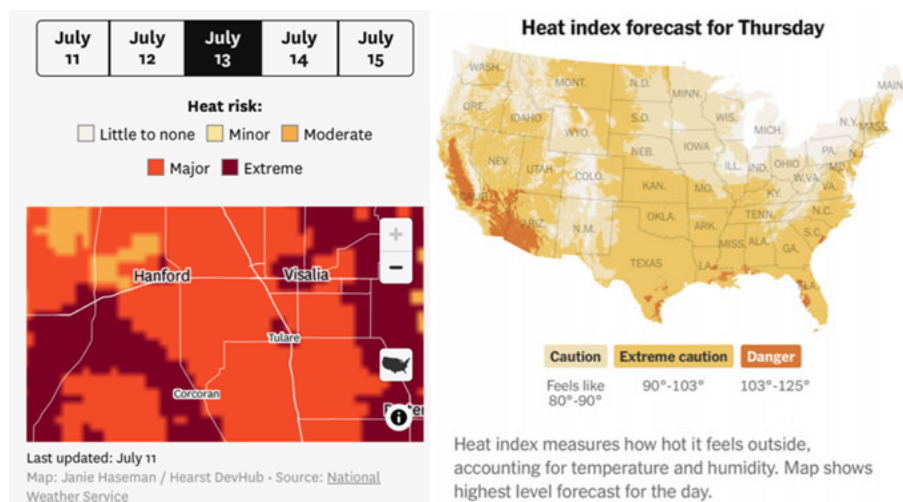 July 11
July 12
July 13
July 14
July 15
Heat risk:
Little to none Minor Moderate
Major Extreme
+
−
Hanford
Visalia
Tulare
Corcoran
i
Last updated: July 11
Map: Janie Haseman / Hearst DevHub • Source: National
Weather Service
Heat index forecast for Thursday
WASH.
MONT.
N.D.
MINN.
MAINE
ORE.
IDAHO
S.D.
WIS.
MICH.
N.Y.
MASS.
WYO.
NEB.
IOWA
PA.
N.J.
NEV.
UTAH
COLO.
ILL.
IND.
OHIO
MD.
W.VA.
VA.
CALIF.
KAN.
MO.
KY.
ARIZ.
N.M.
OKLA.
ARK.
TENN.
N.C.
S.C.
TEXAS
LA.
MISS.
ALA.
GA.
FLA.
Caution Extreme caution Danger
Feels like 90°-103° 103°-125°
80°-90°
Heat index measures how hot it feels outside,
accounting for temperature and humidity. Map shows
highest level forecast for the day.